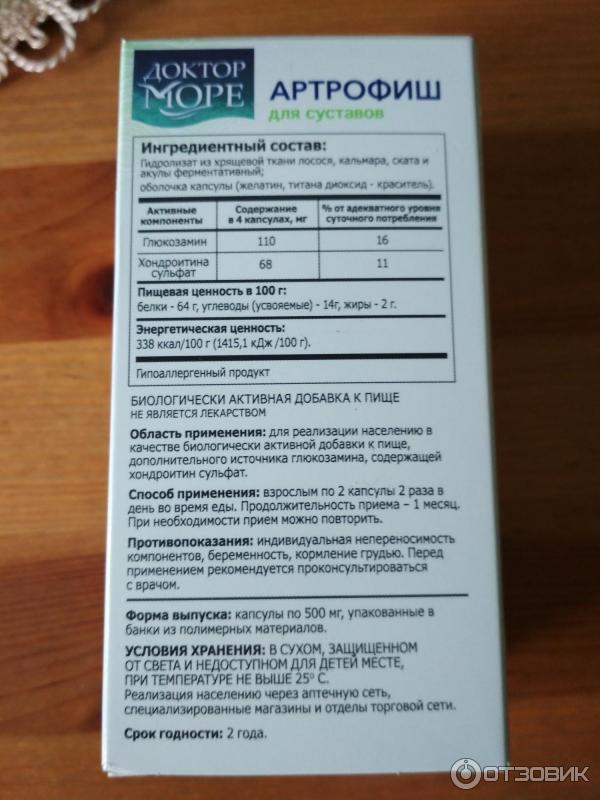 ДОКТОР
МОРЕ
АРТРОФИШ
для суставов
Ингредиентный состав:
Гидролизат из хрящевой ткани лосося, кальмара, ската и
акулы ферментативный;
оболочка капсулы (желатин, титана диоксид - краситель).
Активные компоненты | Содержание в 4 капсулах, мг | % от адекватного уровня суточного потребления
Глюкозамин 110 16
Хондроитина сульфат 68 11
Пищевая ценность в 100 г:
белки - 64 г, углеводы (усвояемые) - 14г, жиры - 2 г.
Энергетическая ценность:
338 ккал/100 г (1415,1 кДж /100 г).
Гипоаллергенный продукт
БИОЛОГИЧЕСКИ АКТИВНАЯ ДОБАВКА К ПИЩЕ
НЕ ЯВЛЯЕТСЯ ЛЕКАРСТВОМ
Область применения: для реализации населению в
качестве биологически активной добавки к пище,
дополнительного источника глюкозамина, содержащей
хондроитин сульфат.
Способ применения: взрослым по 2 капсулы 2 раза в
день во время еды. Продолжительность приема – 1 месяц.
При необходимости прием можно повторить.
Противопоказания: индивидуальная непереносимость
компонентов, беременность, кормление грудью. Перед
применением рекомендуется проконсультироваться
с врачом.
Форма выпуска: капсулы по 500 мг, упакованные в
банки из полимерных материалов.
УСЛОВИЯ ХРАНЕНИЯ: В СУХОМ, ЗАЩИЩЕННОМ
ОТ СВЕТА И НЕДОСТУПНОМ ДЛЯ ДЕТЕЙ МЕСТЕ,
ПРИ ТЕМПЕРАТУРЕ НЕ ВЫШЕ 25º С.
Реализация населению через аптечную сеть,
специализированные магазины и отделы торговой сети.
Срок годности: 2 года.
ОТЗОВИК